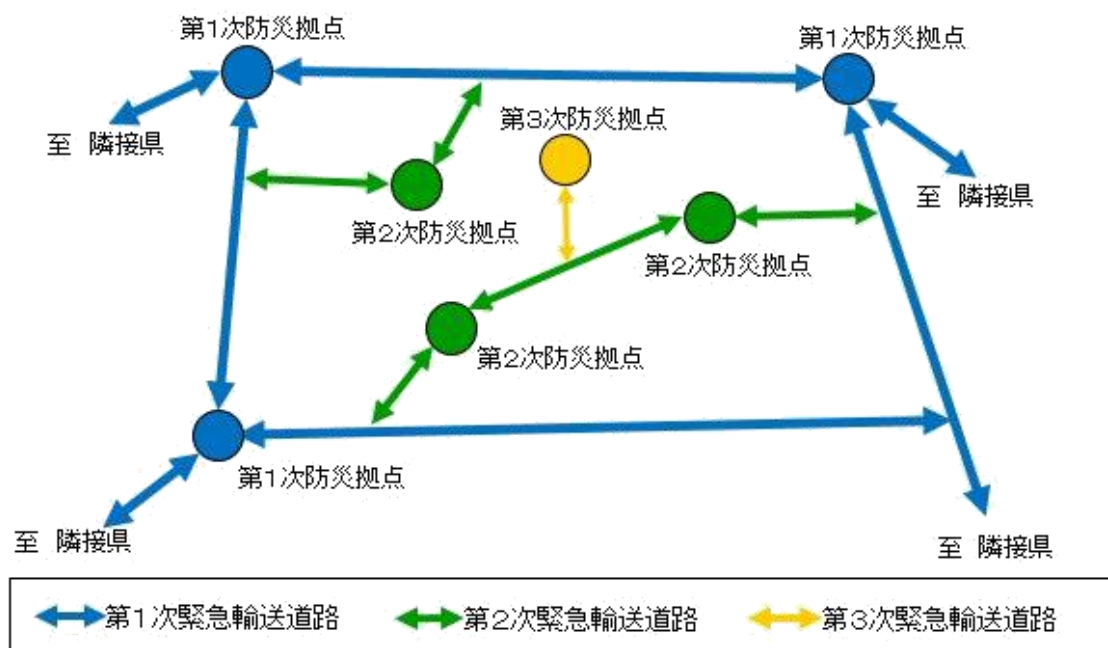 第1次防災拠点
第1次防災拠点
第3次防災拠点
至 隣接県
至 隣接県
第2次防災拠点
第2次防災拠点
第2次防災拠点
第1次防災拠点
至 隣接県
至 隣接県
第1次緊急輸送道路
第2次緊急輸送道路
第3次緊急輸送道路